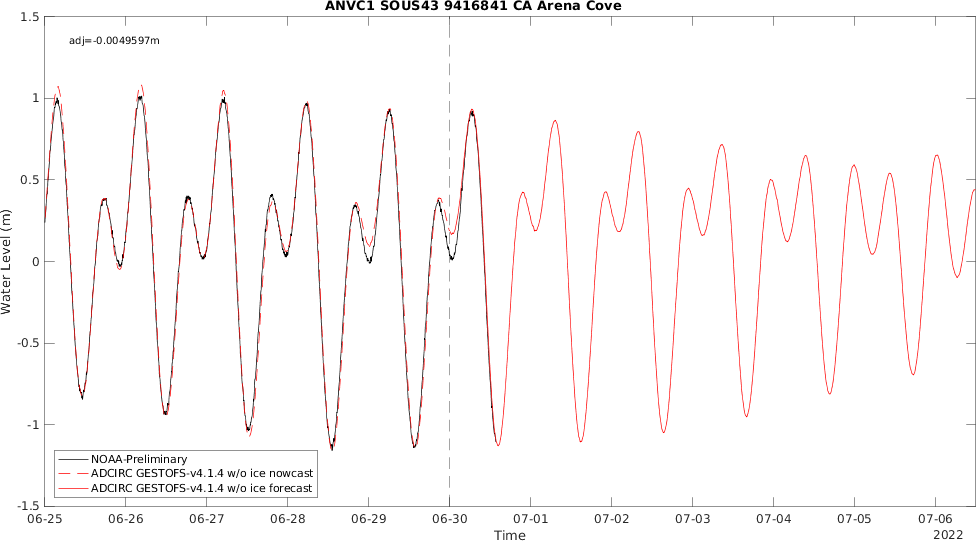 ANVC1 SOUS43 9416841 CA Arena Cove
adj=-0.0049597m
1.5
1
0.5
0
-0.5
-1
-1.5
Water Level (m)
NOAA-Preliminary
ADCIRC GESTOFS-v4.1.4 w/o ice nowcast
ADCIRC GESTOFS-v4.1.4 w/o ice forecast
06-25 06-26 06-27 06-28 06-29 06-30 07-01 07-02 07-03 07-04 07-05 07-06
Time
2022